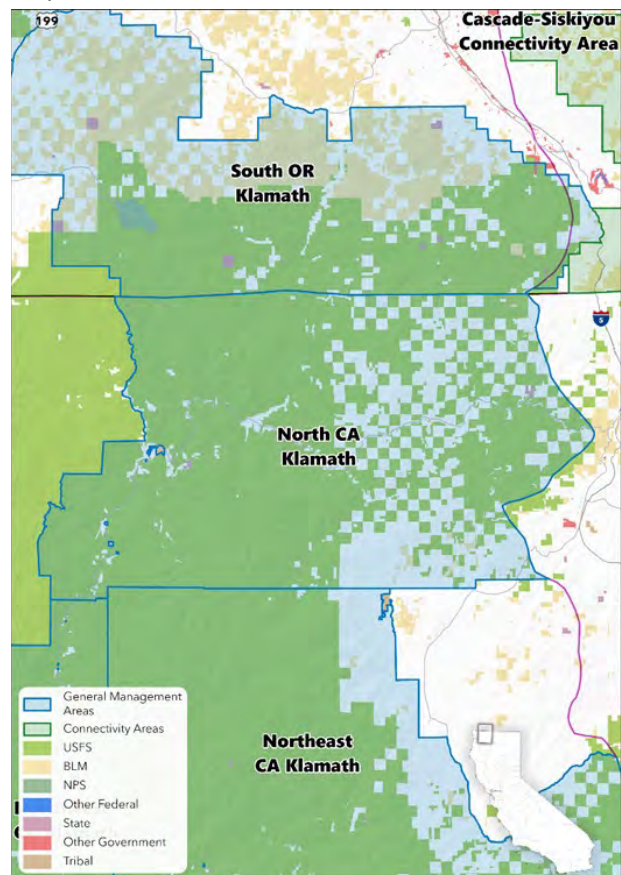 199
Cascade-Siskiyou
Connectivity Area
South OR
Klamath
5
North CA
Klamath
Northeast
CA Klamath
General Management
Areas
Connectivity Areas
USFS
BLM
NPS
Other Federal
State
Other Government
Tribal